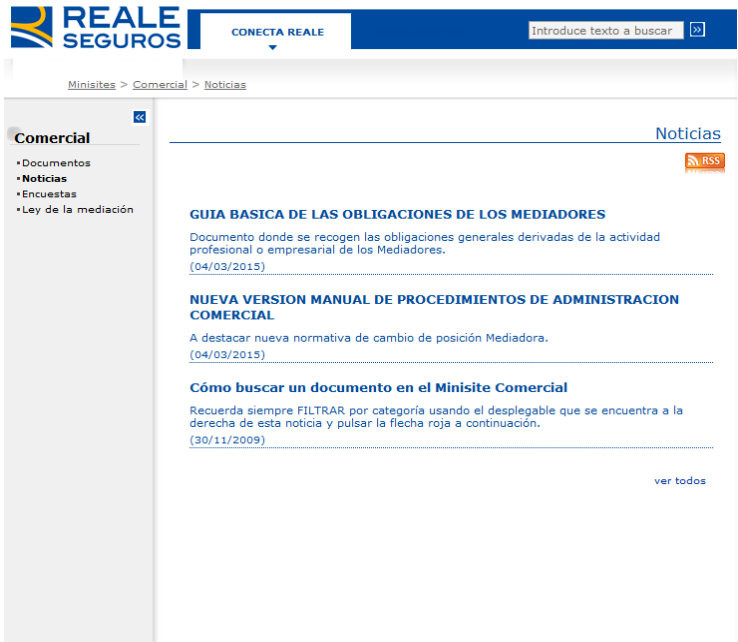 REALE
SEGUROS
CONECTA REALE
Introduce texto a buscar
Minisites > Comercial > Noticias
Comercial
Documentos
Noticias
Encuestas
Ley de la mediación
Noticias
RSS
GUIA BASICA DE LAS OBLIGACIONES DE LOS MEDIADORES
Documento donde se recogen las obligaciones generales derivadas de la actividad
profesional o empresarial de los Mediadores.
(04/03/2015)
NUEVA VERSION MANUAL DE PROCEDIMIENTOS DE ADMINISTRACION
COMERCIAL
A destacar nueva normativa de cambio de posición Mediadora.
(04/03/2015)
Cómo buscar un documento en el Minisite Comercial
Recuerda siempre FILTRAR por categoría usando el desplegable que se encuentra a la
derecha de esta noticia y pulsar la flecha roja a continuación.
(30/11/2009)
ver todos